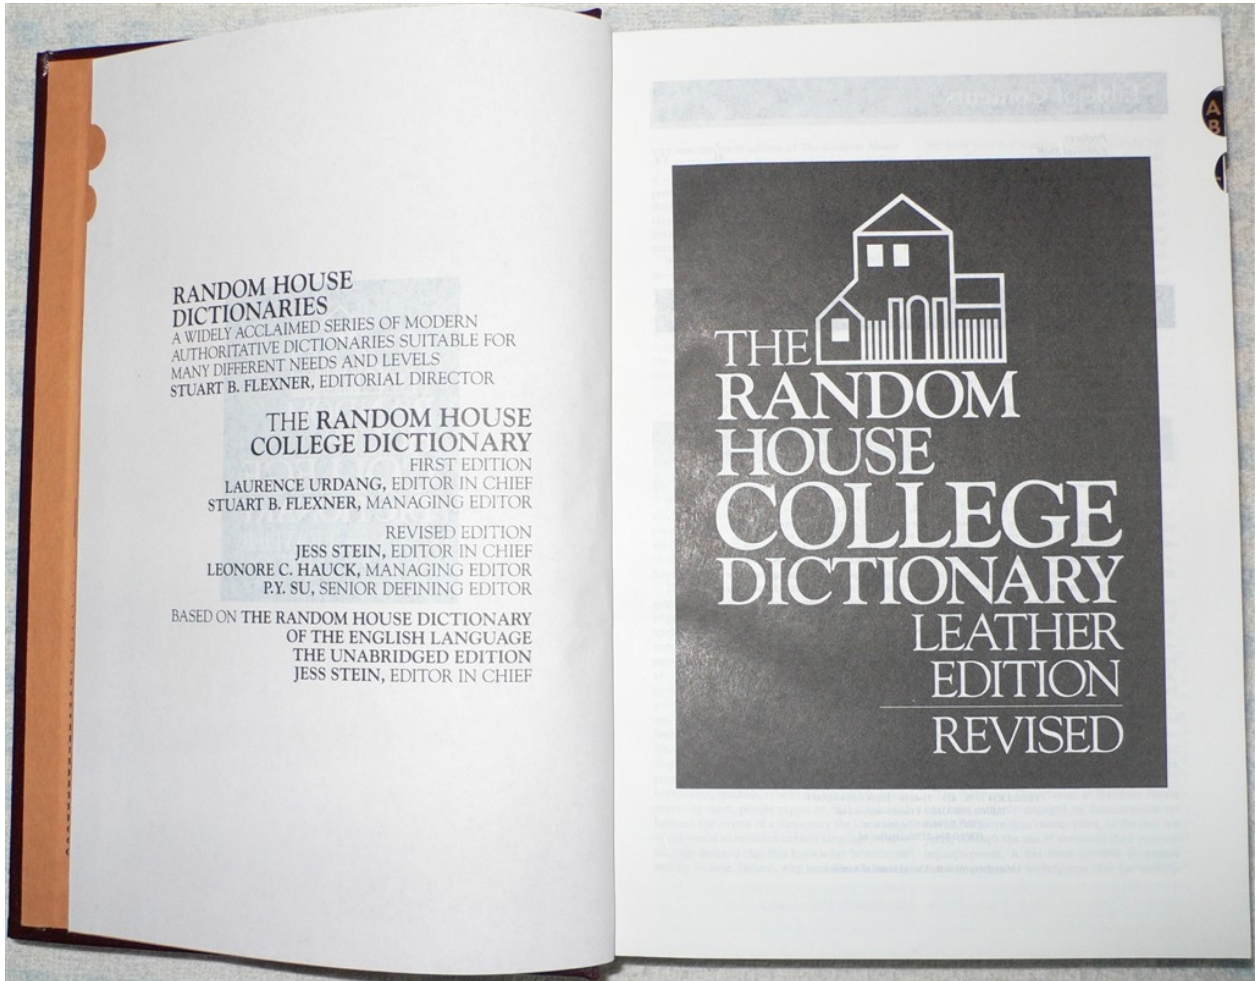 RANDOM HOUSE
DICTIONARIES
A WIDELY ACCLAIMED SERIES OF MODERN
AUTHORITATIVE DICTIONARIES SUITABLE FOR
MANY DIFFERENT NEEDS AND LEVELS
STUART B. FLEXNER, EDITORIAL DIRECTOR
THE RANDOM HOUSE
COLLEGE DICTIONARY
FIRST EDITION
LAURENCE URDANG, EDITOR IN CHIEF
STUART B. FLEXNER, MANAGING EDITOR
REVISED EDITION
JESS STEIN, EDITOR IN CHIEF
LEONORE C. HAUCK, MANAGING EDITOR
P.Y. SU, SENIOR DEFINING EDITOR
BASED ON THE RANDOM HOUSE DICTIONARY
OF THE ENGLISH LANGUAGE
THE UNABRIDGED EDITION
JESS STEIN, EDITOR IN CHIEF
THE
RANDOM
HOUSE
COLLEGE
DICTIONARY
LEATHER
EDITION
REVISED
A
B